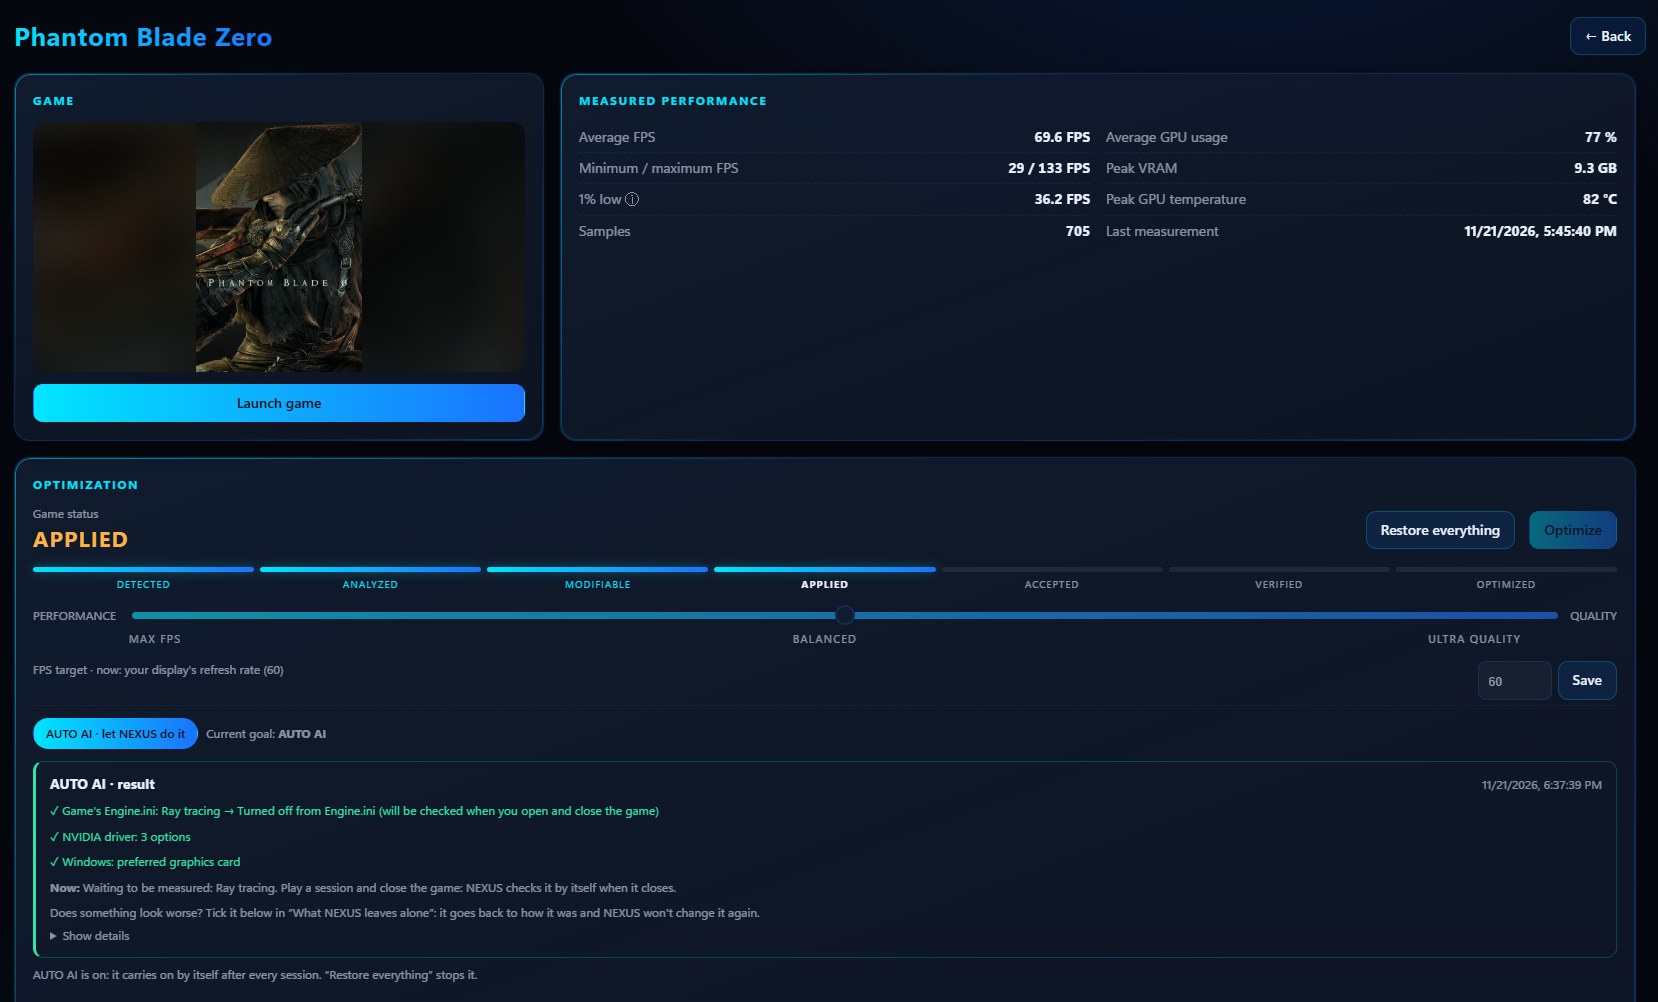 Phantom Blade Zero
← Back
GAME
PHANTOM BLADE 0
Launch game
MEASURED PERFORMANCE
Average FPS 69.6 FPS
Minimum / maximum FPS 29 / 133 FPS
1% low ⓘ 36.2 FPS
Samples 705
Average GPU usage 77 %
Peak VRAM 9.3 GB
Peak GPU temperature 82 °C
Last measurement 11/21/2026, 5:45:40 PM
OPTIMIZATION
Game status
APPLIED
Restore everything
Optimize
DETECTED ANALYZED MODIFIABLE APPLIED ACCEPTED VERIFIED OPTIMIZED
PERFORMANCE QUALITY
MAX FPS BALANCED ULTRA QUALITY
FPS target · now: your display's refresh rate (60)
60
Save
AUTO AI · let NEXUS do it
Current goal: AUTO AI
AUTO AI · result
11/21/2026, 6:37:39 PM
✓ Game's Engine.ini: Ray tracing → Turned off from Engine.ini (will be checked when you open and close the game)
✓ NVIDIA driver: 3 options
✓ Windows: preferred graphics card
Now: Waiting to be measured: Ray tracing. Play a session and close the game: NEXUS checks it by itself when it closes.
Does something look worse? Tick it below in "What NEXUS leaves alone": it goes back to how it was and NEXUS won't change it again.
▶ Show details
AUTO AI is on: it carries on by itself after every session. "Restore everything" stops it.